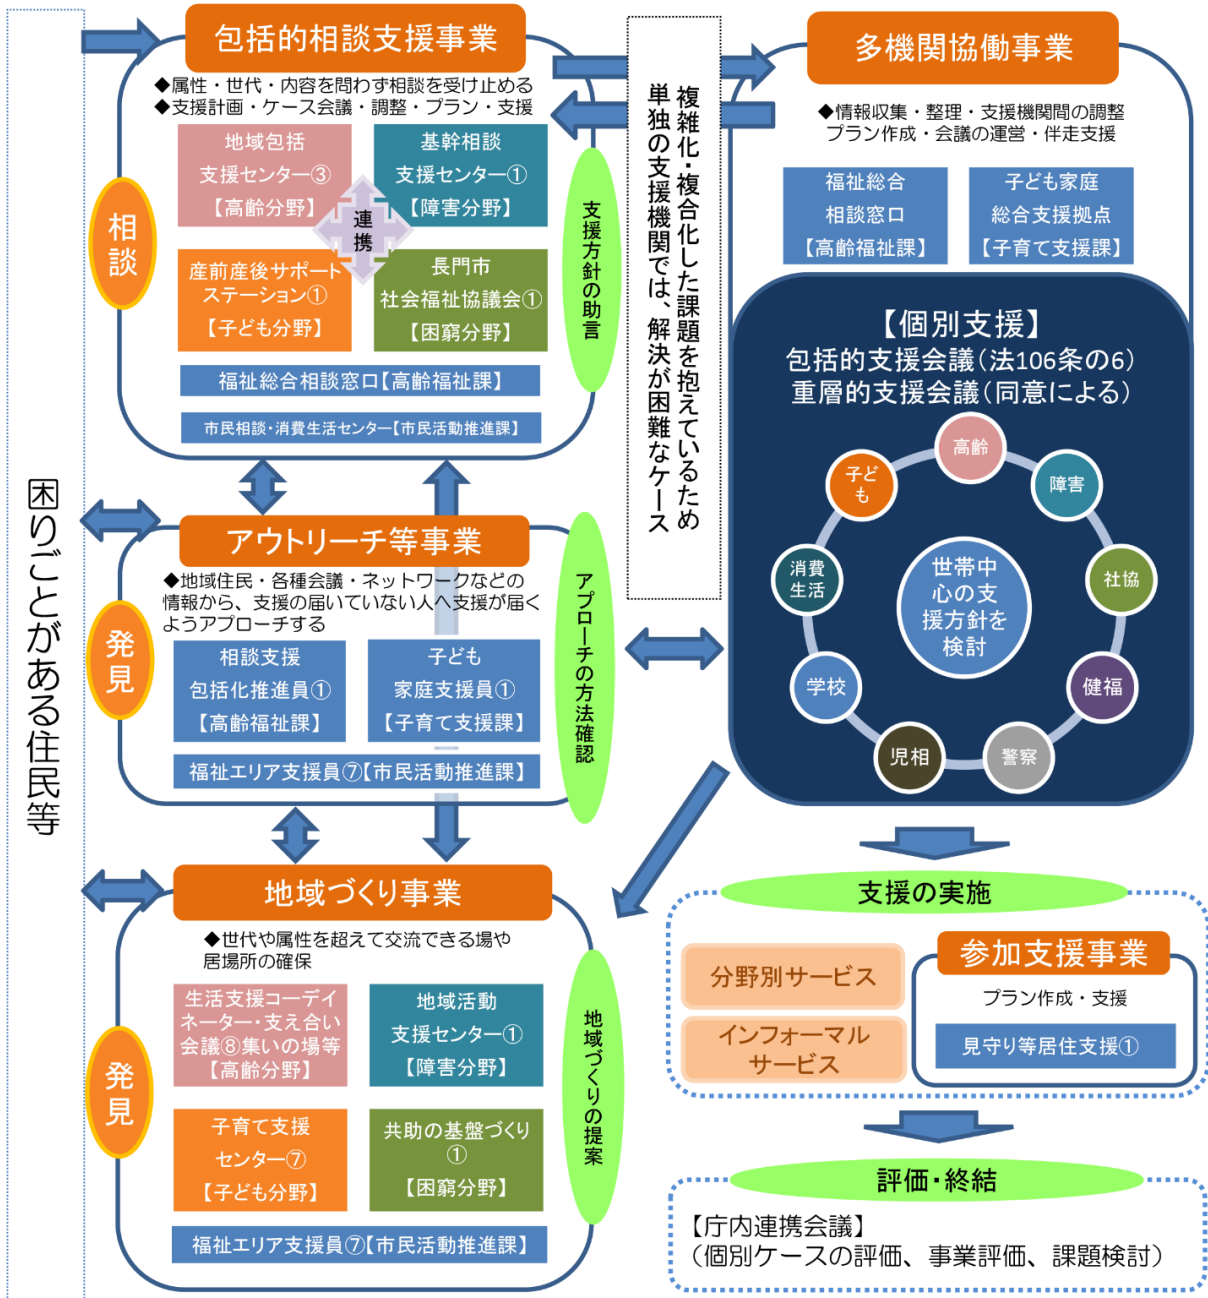 困りごとがある住民等
包括的相談支援事業
◆属性・世代・内容を問わず相談を受け止める
◆支援計画・ケース会議・調整・プラン・支援
相談
地域包括
支援センター③
【高齢分野】
基幹相談
支援センター①
【障害分野】
連携
産前産後サポート
ステーション①
【子ども分野】
長門市
社会福祉協議会①
【困窮分野】
福祉総合相談窓口【高齢福祉課】
市民相談・消費生活センター【市民活動推進課】
支援方針の助言
複雑化・複合化した課題を抱えているため
単独の支援機関では、解決が困難なケース
多機関協働事業
◆情報収集・整理・支援機関間の調整
プラン作成・会議の運営・伴走支援
福祉総合
相談窓口
【高齢福祉課】
子ども家庭
総合支援拠点
【子育て支援課】
【個別支援】
包括的支援会議(法106条の6)
重層的支援会議(同意による)
高齢
障害
社協
健福
警察
児相
学校
消費
生活
子ど
も
世帯中
心の支
援方針を
検討
アウトリーチ等事業
◆地域住民・各種会議・ネットワークなどの
情報から、支援の届いていない人へ支援が届く
ようアプローチする
発見
相談支援
包括化推進員①
【高齢福祉課】
子ども
家庭支援員①
【子育て支援課】
福祉エリア支援員⑦【市民活動推進課】
アプローチの方法確認
地域づくり事業
◆世代や属性を超えて交流できる場や
居場所の確保
発見
生活支援コーデイ
ネーター・支え合い
会議⑧集いの場等
【高齢分野】
地域活動
支援センター①
【障害分野】
子育て支援
センター⑦
【子ども分野】
共助の基盤づくり
①
【困窮分野】
福祉エリア支援員⑦【市民活動推進課】
地域づくりの提案
支援の実施
分野別サービス
インフォーマル
サービス
参加支援事業
プラン作成・支援
見守り等居住支援①
評価・終結
【庁内連携会議】
(個別ケースの評価、事業評価、課題検討)